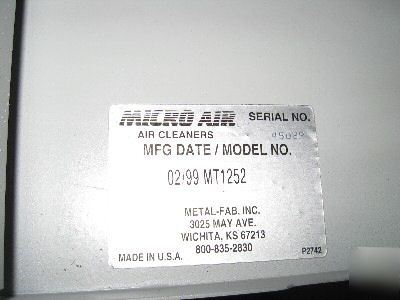 MICRO AIR SERIAL NO.
AIR CLEANERS
MFG DATE / MODEL NO.
02/99 MT1252
METAL-FAB. INC.
3025 MAY AVE.
WICHITA, KS 67213
MADE IN U.S.A. 800-835-2830 P2742